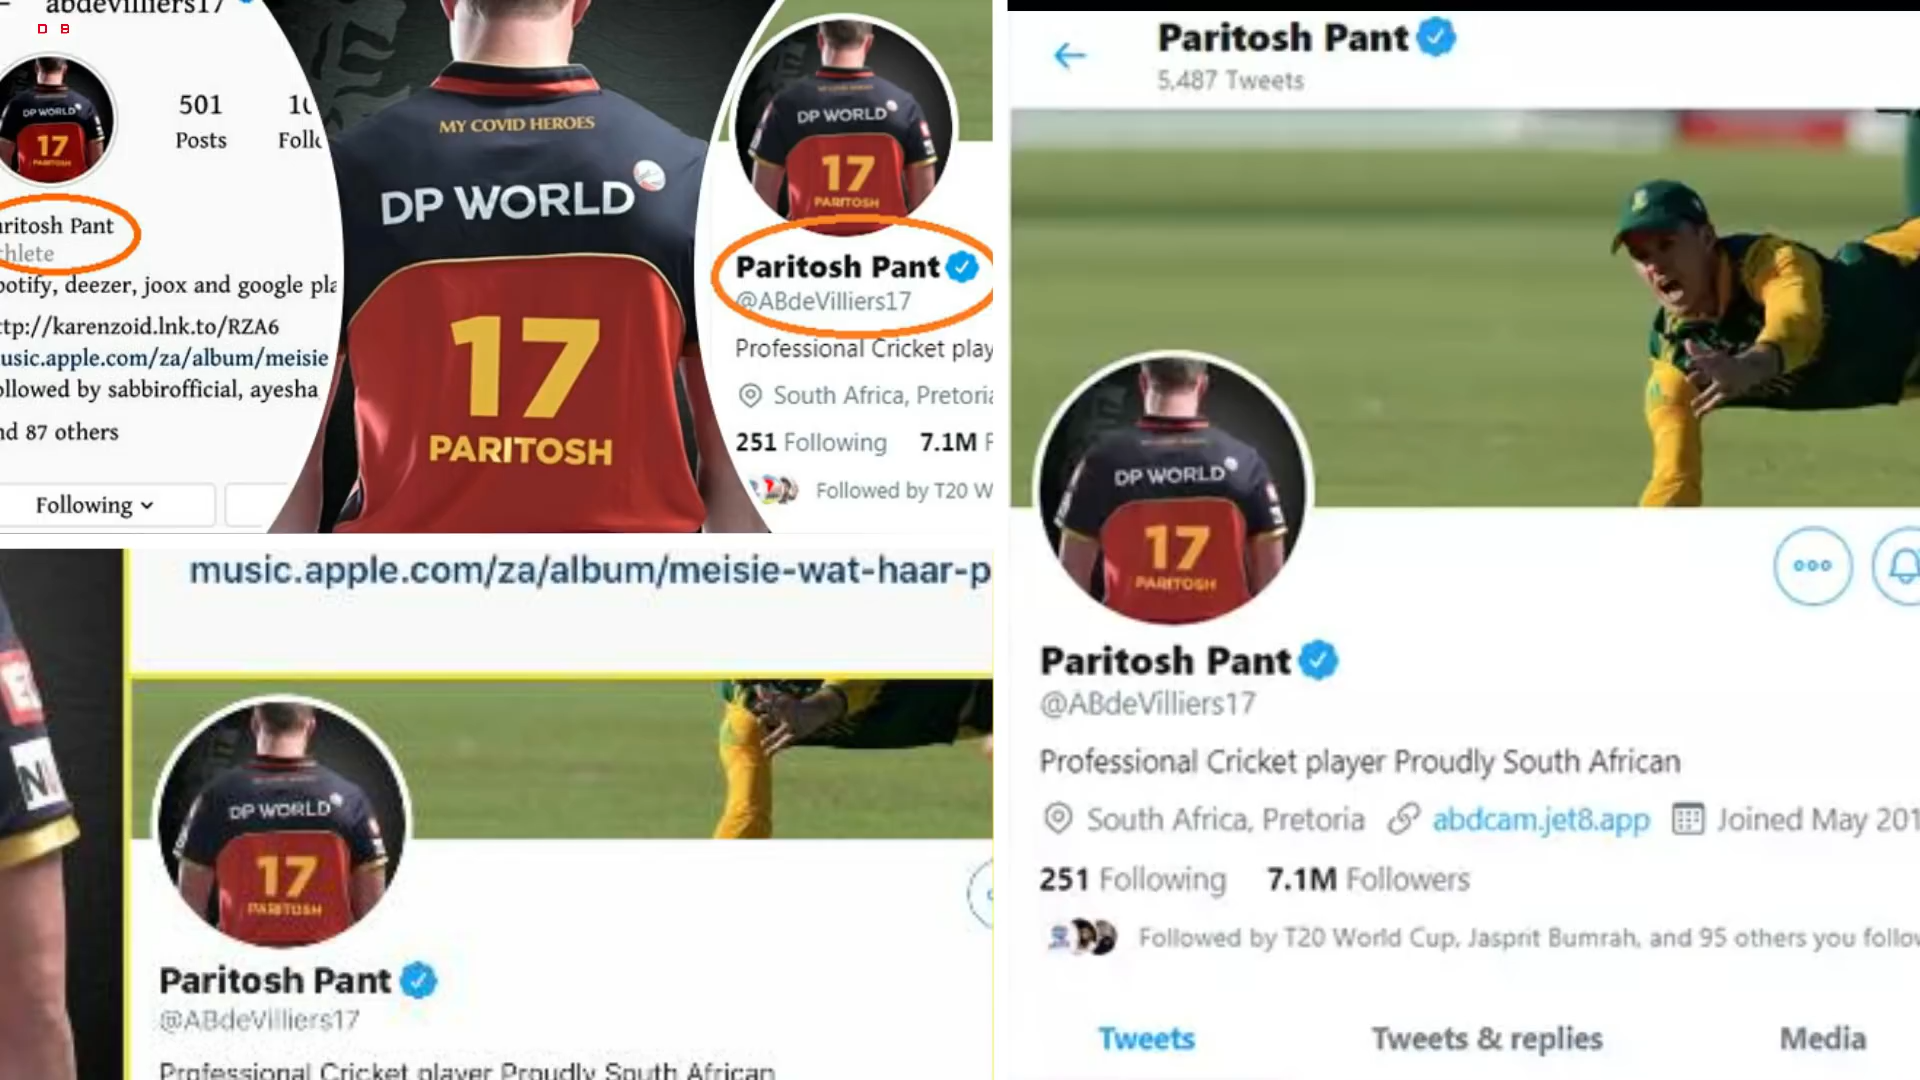 abdevilliers17
D B
DP WORLD
17
PARITOSH
501
Posts
ritosh Pant
otify, deezer, joox and google pla
tp://karenzoid.lnk.to/RZA6
usic.apple.com/za/album/meisie
ollowed by sabbirofficial, ayesha
nd 87 others
Following
MY COVID HEROES
DP WORLD
17
PARITOSH
DP WORLD
17
PARITOSH
Paritosh Pant
@ABdeVilliers17
Professional Cricket play
South Africa, Pretoria
251 Following 7.1M F
Followed by T20 W
music.apple.com/za/album/meisie-wat-haar-p
DP WORLD
17
PARITOSH
Paritosh Pant
@ABdeVilliers17
Professional Cricket player Proudly South African
Paritosh Pant
5,487 Tweets
DP WORLD
17
PARITOSH
Paritosh Pant
@ABdeVilliers17
Professional Cricket player Proudly South African
South Africa, Pretoria abdcam.jet8.app Joined May 201
251 Following 7.1M Followers
Followed by T20 World Cup, Jasprit Bumrah, and 95 others you follow
Tweets Tweets & replies Media